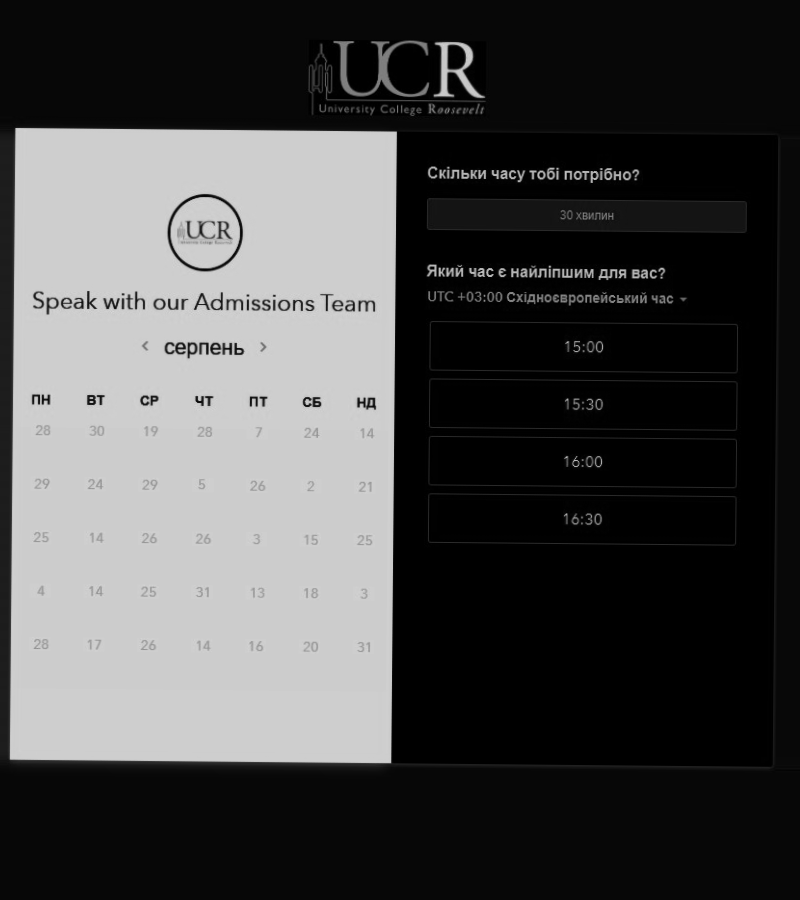 UCR
University College Roosevelt
UCR
University College Roosevelt
Speak with our Admissions Team
серпень
ПН ВТ СР ЧТ ПТ СБ НД
28 30 19 28 7 24 14
29 24 29 5 26 2 21
25 14 26 26 3 15 25
4 14 25 31 13 18 3
28 17 26 14 16 20 31
Скільки часу тобі потрібно?
30 хвилин
Який час є найліпшим для вас?
UTC +03:00 Східноєвропейський час
15:00
15:30
16:00
16:30